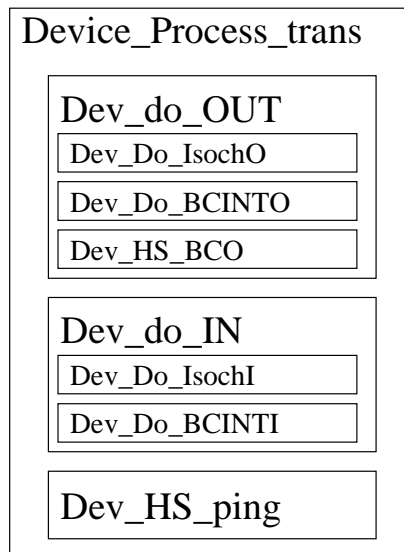 Device_Process_trans
Dev_do_OUT
Dev_Do_IsochO
Dev_Do_BCINTO
Dev_HS_BCO
Dev_do_IN
Dev_Do_IsochI
Dev_Do_BCINTI
Dev_HS_ping